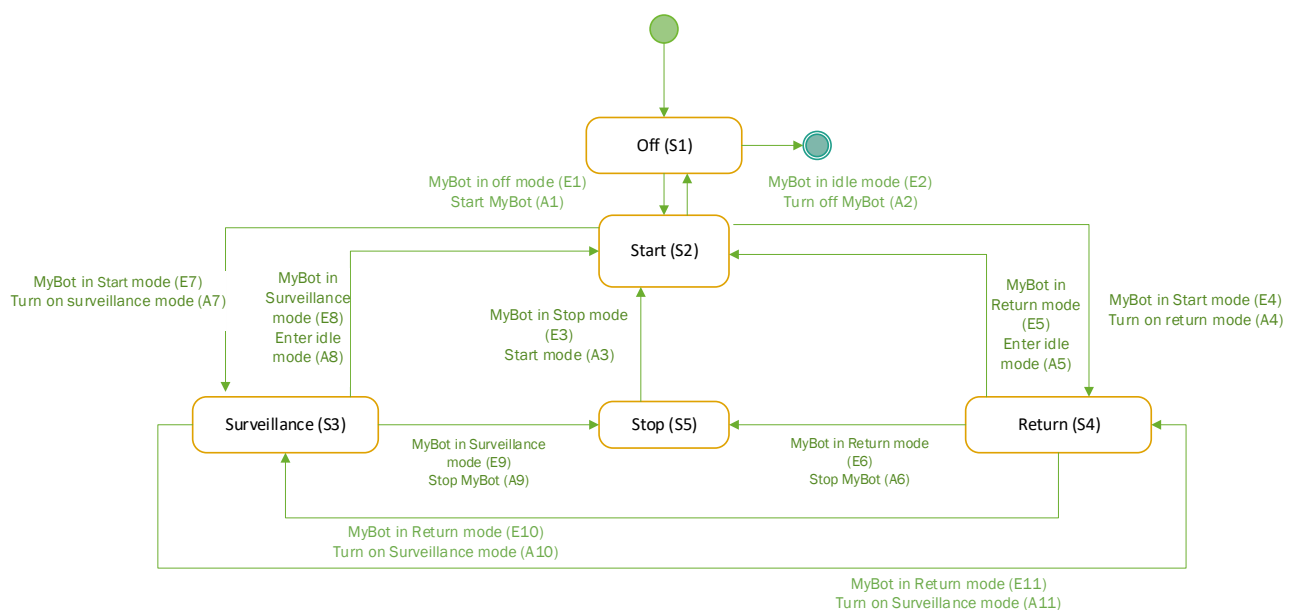 Off (S1)
MyBot in off mode (E1)
Start MyBot (A1)
MyBot in idle mode (E2)
Turn off MyBot (A2)
Start (S2)
MyBot in Start mode (E7)
Turn on surveillance mode (A7)
MyBot in
Surveillance
mode (E8)
Enter idle
mode (A8)
MyBot in Stop mode
(E3)
Start mode (A3)
MyBot in
Return mode
(E5)
Enter idle
mode (A5)
MyBot in Start mode (E4)
Turn on return mode (A4)
Surveillance (S3)
Stop (S5)
Return (S4)
MyBot in Surveillance
mode (E9)
Stop MyBot (A9)
MyBot in Return mode
(E6)
Stop MyBot (A6)
MyBot in Return mode (E10)
Turn on Surveillance mode (A10)
MyBot in Return mode (E11)
Turn on Surveillance mode (A11)